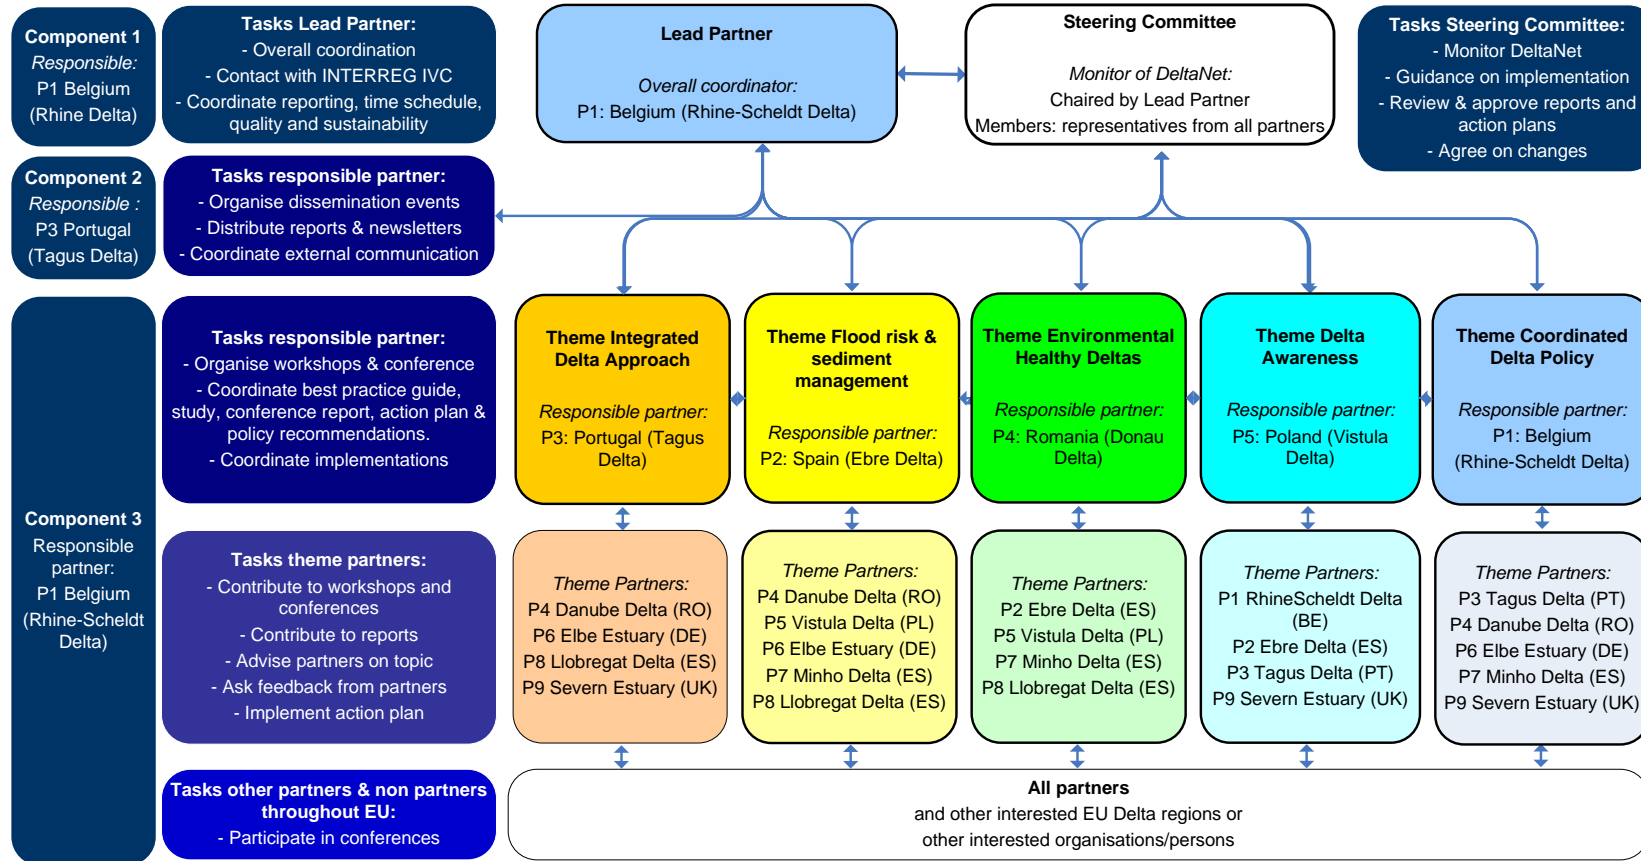 Component 1
Responsible:
P1 Belgium
(Rhine Delta)
Tasks Lead Partner:
- Overall coordination
- Contact with INTERREG IVC
- Coordinate reporting, time schedule,
quality and sustainability
Lead Partner
Overall coordinator:
P1: Belgium (Rhine-Scheldt Delta)
Steering Committee
Monitor of DeltaNet:
Chaired by Lead Partner
Members: representatives from all partners
Tasks Steering Committee:
- Monitor DeltaNet
- Guidance on implementation
- Review & approve reports and
action plans
- Agree on changes
Component 2
Responsible :
P3 Portugal
(Tagus Delta)
Tasks responsible partner:
- Organise dissemination events
- Distribute reports & newsletters
- Coordinate external communication
Component 3
Responsible
partner:
P1 Belgium
(Rhine-Scheldt
Delta)
Tasks responsible partner:
- Organise workshops & conference
- Coordinate best practice guide,
study, conference report, action plan &
policy recommendations.
- Coordinate implementations
Theme Integrated
Delta Approach
Responsible partner:
P3: Portugal (Tagus
Delta)
Theme Flood risk &
sediment
management
Responsible partner:
P2: Spain (Ebre Delta)
Theme Environmental
Healthy Deltas
Responsible partner:
P4: Romania (Donau
Delta)
Theme Delta
Awareness
Responsible partner:
P5: Poland (Vistula
Delta)
Theme Coordinated
Delta Policy
Responsible partner:
P1: Belgium
(Rhine-Scheldt Delta)
Tasks theme partners:
- Contribute to workshops and
conferences
- Contribute to reports
- Advise partners on topic
- Ask feedback from partners
- Implement action plan
Theme Partners:
P4 Danube Delta (RO)
P6 Elbe Estuary (DE)
P8 Llobregat Delta (ES)
P9 Severn Estuary (UK)
Theme Partners:
P4 Danube Delta (RO)
P5 Vistula Delta (PL)
P6 Elbe Estuary (DE)
P7 Minho Delta (ES)
P8 Llobregat Delta (ES)
Theme Partners:
P2 Ebre Delta (ES)
P5 Vistula Delta (PL)
P7 Minho Delta (ES)
P8 Llobregat Delta (ES)
Theme Partners:
P1 RhineScheldt Delta
(BE)
P2 Ebre Delta (ES)
P3 Tagus Delta (PT)
P9 Severn Estuary (UK)
Theme Partners:
P3 Tagus Delta (PT)
P4 Danube Delta (RO)
P6 Elbe Estuary (DE)
P7 Minho Delta (ES)
P9 Severn Estuary (UK)
Tasks other partners & non partners
throughout EU:
- Participate in conferences
All partners
and other interested EU Delta regions or
other interested organisations/persons